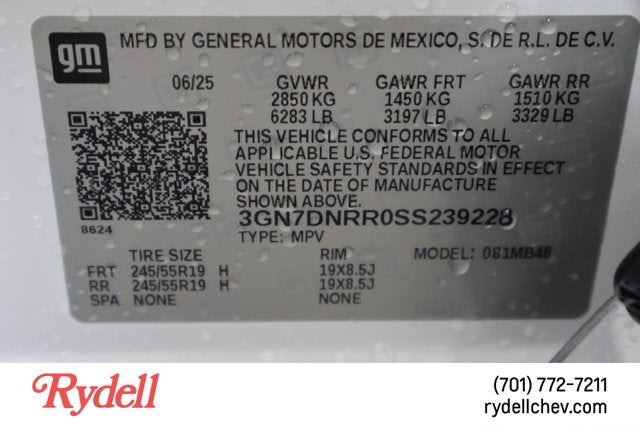 gm MFD BY GENERAL MOTORS DE MEXICO, S. DE R.L. DE C.V.
06/25 GVWR GAWR FRT GAWR RR
2850 KG 1450 KG 1510 KG
6283 LB 3197 LB 3329 LB
THIS VEHICLE CONFORMS TO ALL
APPLICABLE U.S. FEDERAL MOTOR
VEHICLE SAFETY STANDARDS IN EFFECT
ON THE DATE OF MANUFACTURE
SHOWN ABOVE.
3GN7DNRR0SS239228
8624
TYPE: MPV MODEL: 081MB48
TIRE SIZE RIM
FRT 245/55R19 H 19X8.5J
RR 245/55R19 H 19X8.5J
SPA NONE NONE
Rydell
(701) 772-7211
rydellchev.com